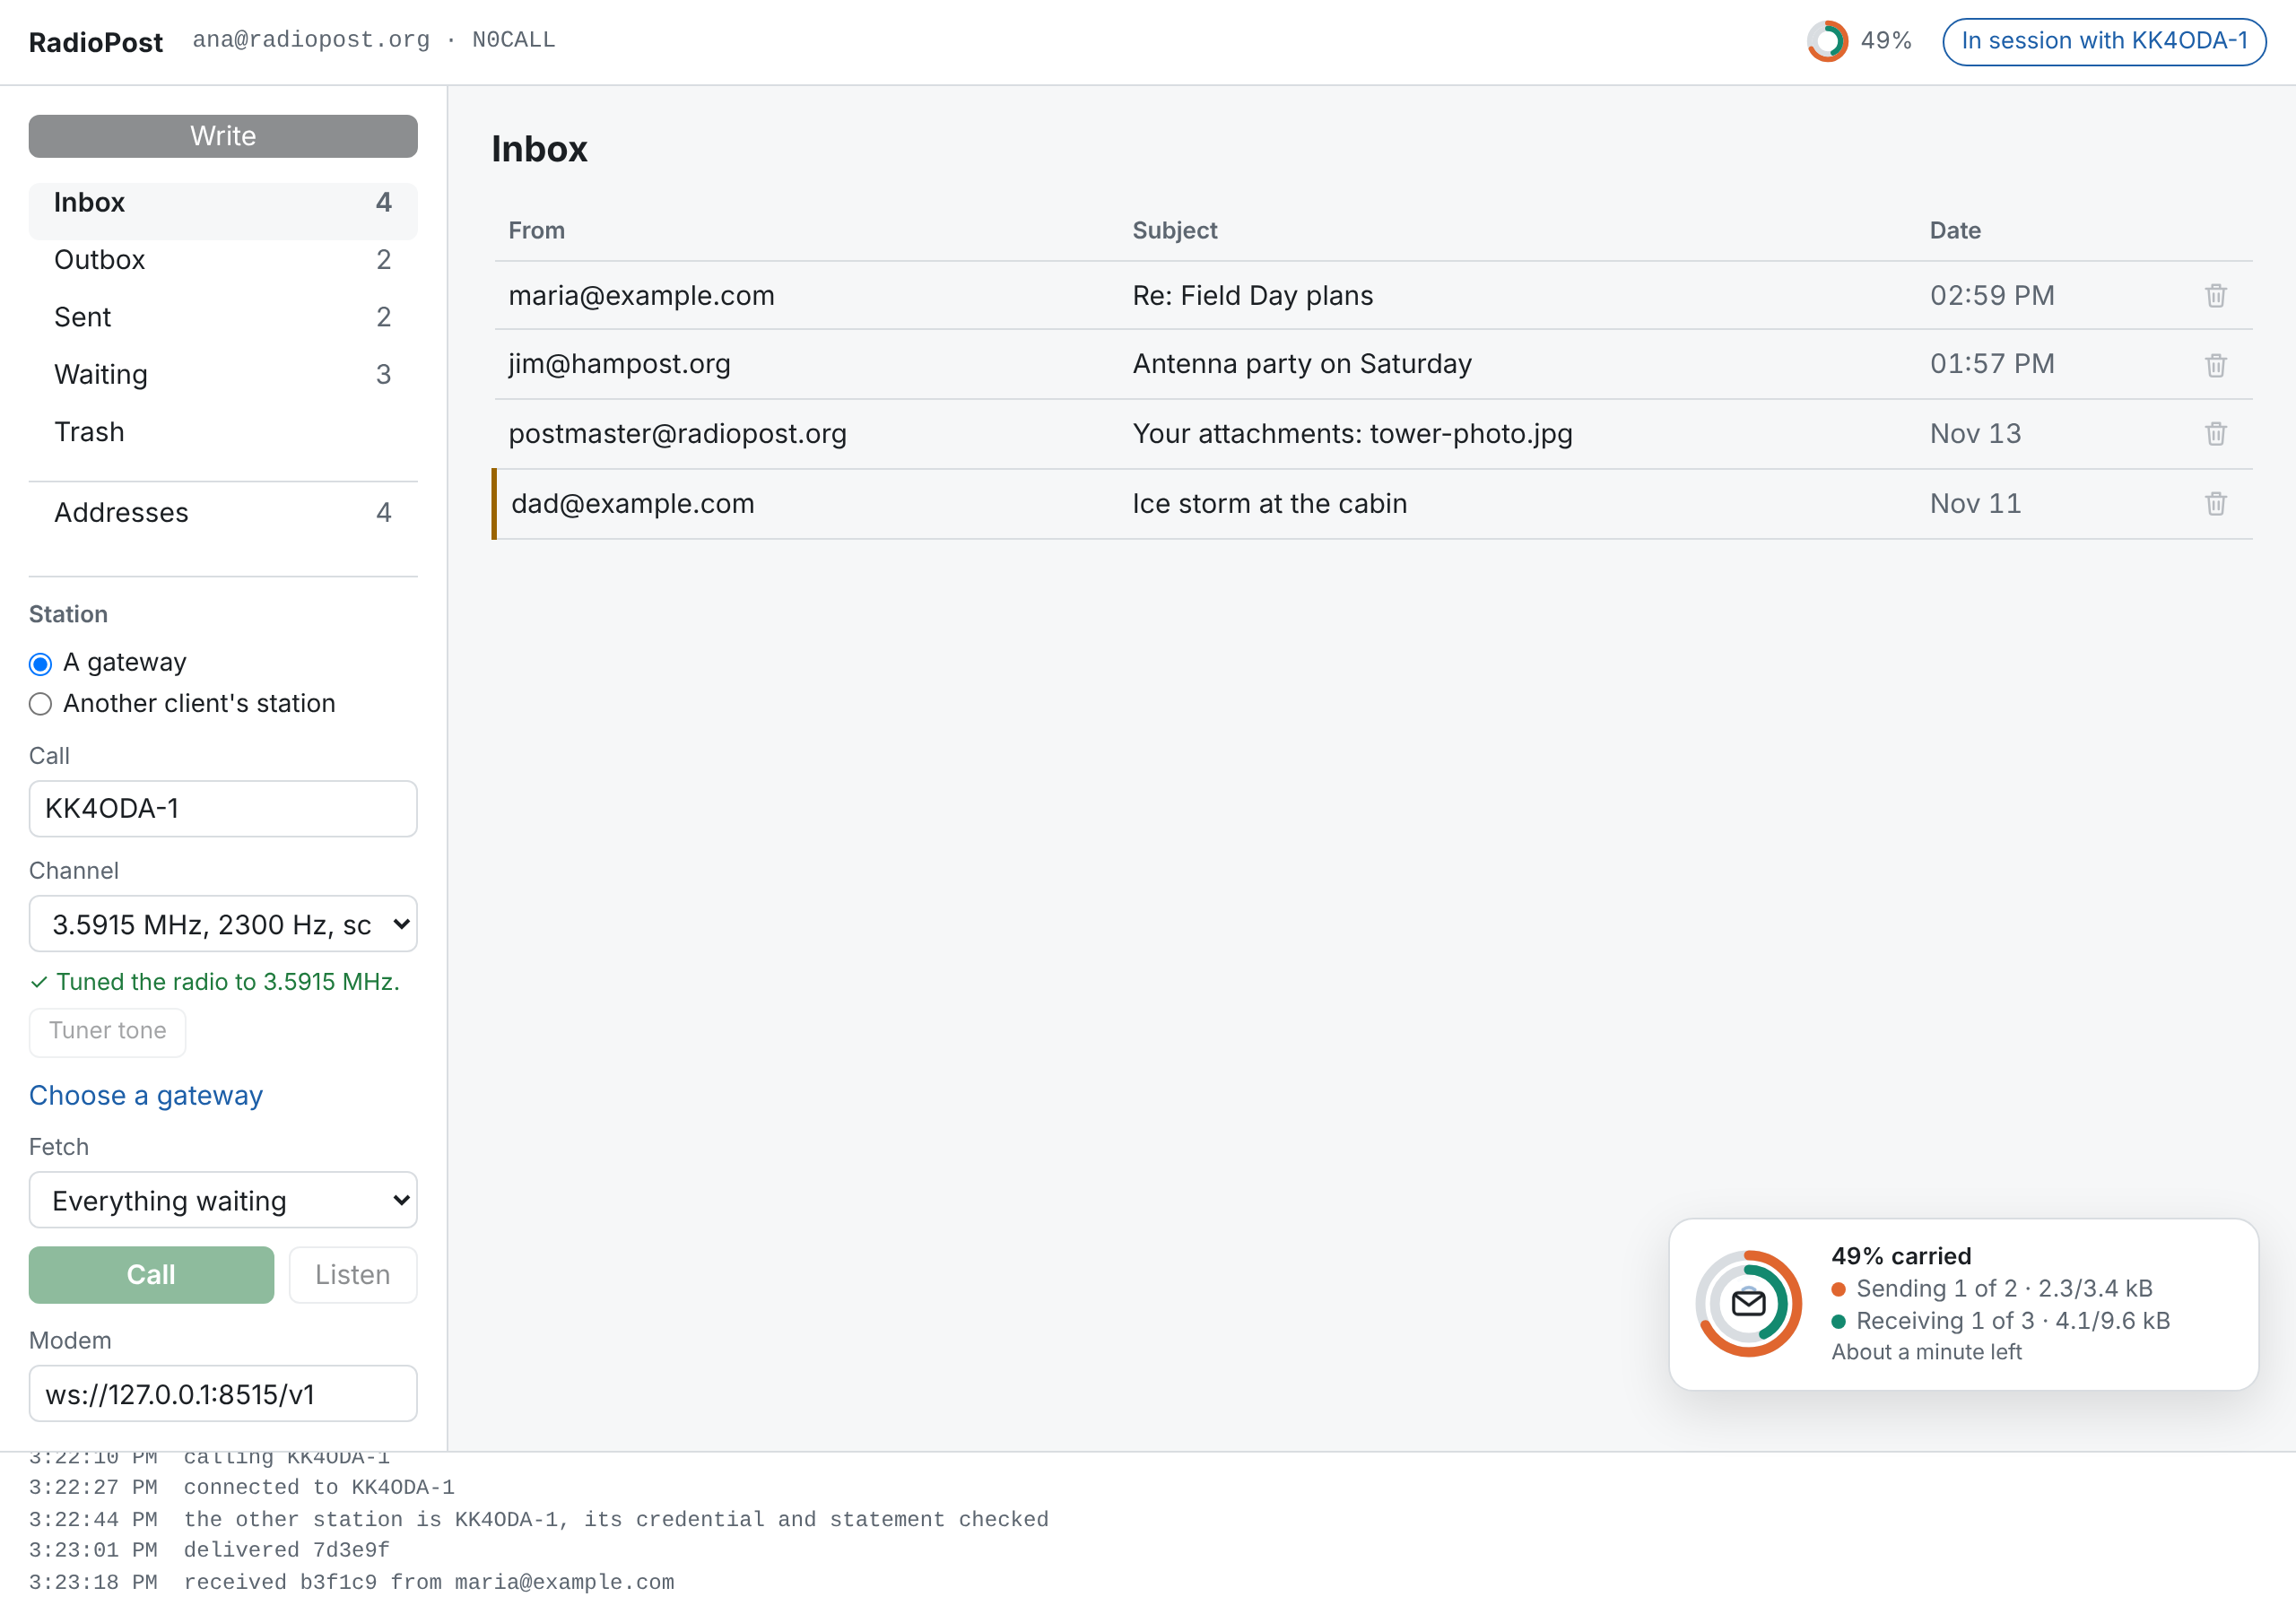 RadioPost ana@radiopost.org · N0CALL 49% In session with KK4ODA-1
Write
Inbox 4
Outbox 2
Sent 2
Waiting 3
Trash
Addresses 4
Station
A gateway
Another client's station
Call
KK4ODA-1
Channel
3.5915 MHz, 2300 Hz, sc
✓ Tuned the radio to 3.5915 MHz.
Tuner tone
Choose a gateway
Fetch
Everything waiting
Call Listen
Modem
ws://127.0.0.1:8515/v1
Inbox
From Subject Date
maria@example.com Re: Field Day plans 02:59 PM
jim@hampost.org Antenna party on Saturday 01:57 PM
postmaster@radiopost.org Your attachments: tower-photo.jpg Nov 13
dad@example.com Ice storm at the cabin Nov 11
49% carried
Sending 1 of 2 · 2.3/3.4 kB
Receiving 1 of 3 · 4.1/9.6 kB
About a minute left
3:22:10 PM calling KK4ODA-1
3:22:27 PM connected to KK4ODA-1
3:22:44 PM the other station is KK4ODA-1, its credential and statement checked
3:23:01 PM delivered 7d3e9f
3:23:18 PM received b3f1c9 from maria@example.com